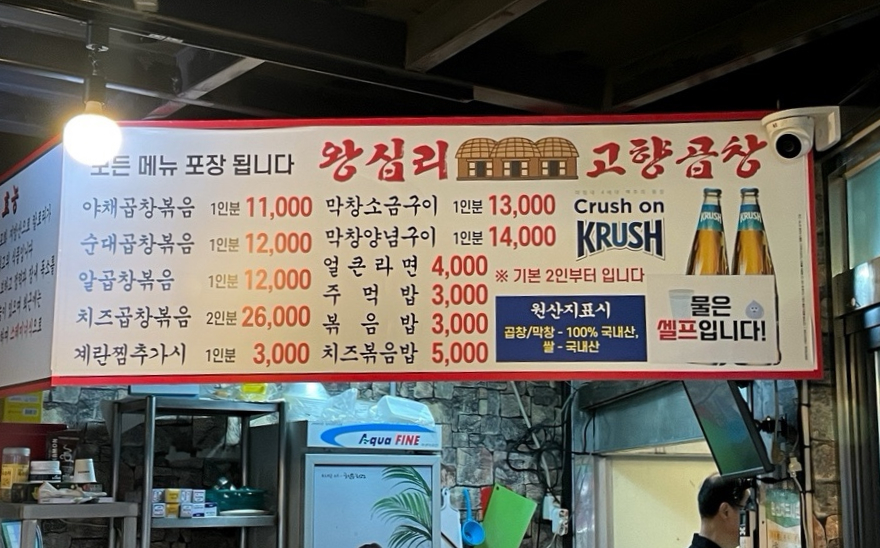 모든 메뉴 포장 됩니다
왕십리 고향곱창
야채곱창볶음 1인분 11,000
순대곱창볶음 1인분 12,000
알곱창볶음 1인분 12,000
치즈곱창볶음 2인분 26,000
계란찜추가시 1인분 3,000
막창소금구이 1인분 13,000
막창양념구이 1인분 14,000
얼큰라면 4,000
주먹밥 3,000
볶음밥 3,000
치즈볶음밥 5,000
※ 기본 2인부터 입니다
원산지표시
곱창/막창 - 100% 국내산,
쌀 - 국내산
Crush on
KRUSH
KRUSH
KRUSH
물은
셀프입니다!
효능
Aqua FINE